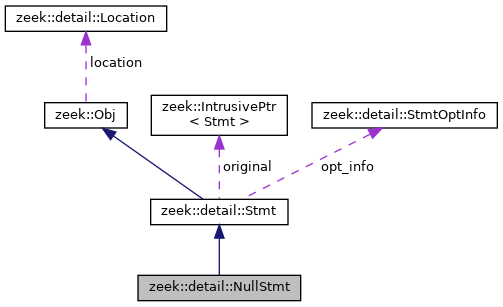 zeek::detail::Location
location
zeek::Obj
zeek::IntrusivePtr
< Stmt >
zeek::detail::StmtOptInfo
original
opt_info
zeek::detail::Stmt
zeek::detail::NullStmt